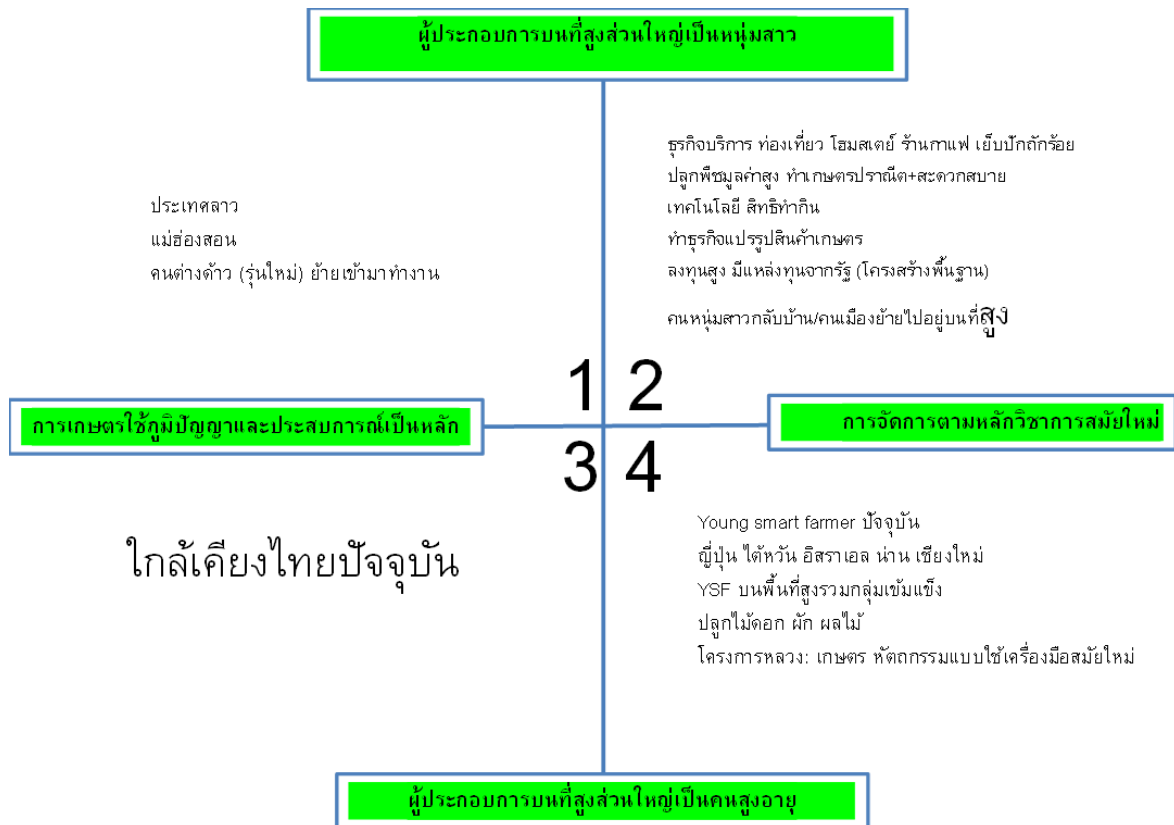 ผู้ประกอบการบนที่สูงส่วนใหญ่เป็นหนุ่มสาว
ประเทศลาว
แม่ฮ่องสอน
คนต่างด้าว (รุ่นใหม่) ย้ายเข้ามาทำงาน
ธุรกิจบริการ ท่องเที่ยว โฮมสเตย์ ร้านกาแฟ เย็บปักถักร้อย
ปลูกพืชมูลค่าสูง ทำเกษตรปราณีต+สะดวกสบาย
เทคโนโลยี สิทธิทำกิน
ทำธุรกิจแปรรูปสินค้าเกษตร
ลงทุนสูง มีแหล่งทุนจากรัฐ (โครงสร้างพื้นฐาน)
คนหนุ่มสาวกลับบ้าน/คนเมืองย้ายไปอยู่บนที่สูง
1 2
การเกษตรใช้ภูมิปัญญาและประสบการณ์เป็นหลัก
การจัดการตามหลักวิชาการสมัยใหม่
3 4
ใกล้เคียงไทยปัจจุบัน
Young smart farmer ปัจจุบัน
ญี่ปุ่น ไต้หวัน อิสราเอล น่าน เชียงใหม่
YSF บนพื้นที่สูงรวมกลุ่มเข้มแข็ง
ปลูกไม้ดอก ผัก ผลไม้
โครงการหลวง: เกษตร หัตถกรรมแบบใช้เครื่องมือสมัยใหม่
ผู้ประกอบการบนที่สูงส่วนใหญ่เป็นคนสูงอายุ